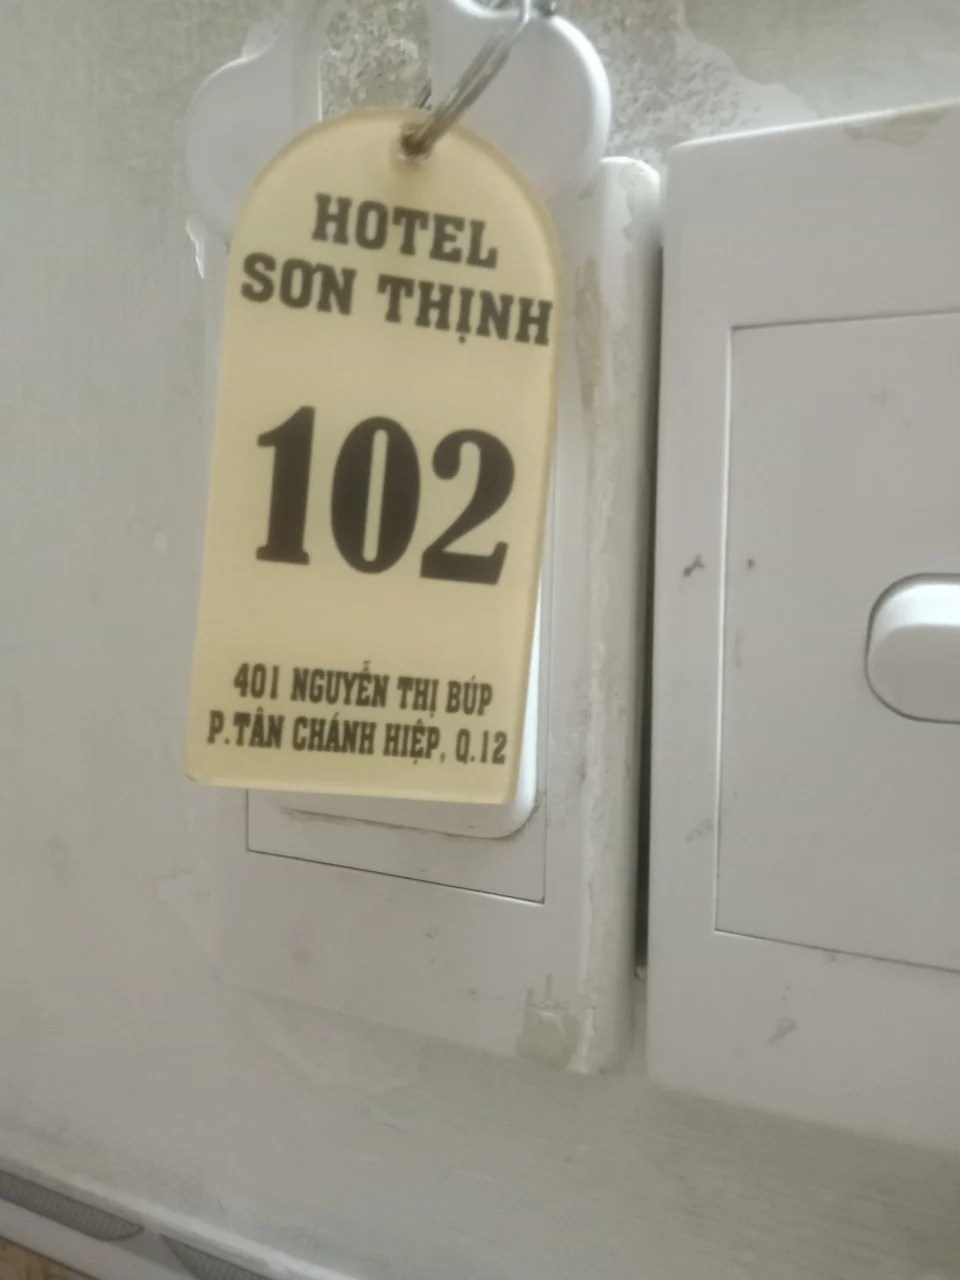 HOTEL
SƠN THỊNH
102
401 NGUYỄN THỊ BÚP
P.TÂN CHÁNH HIỆP, Q.12